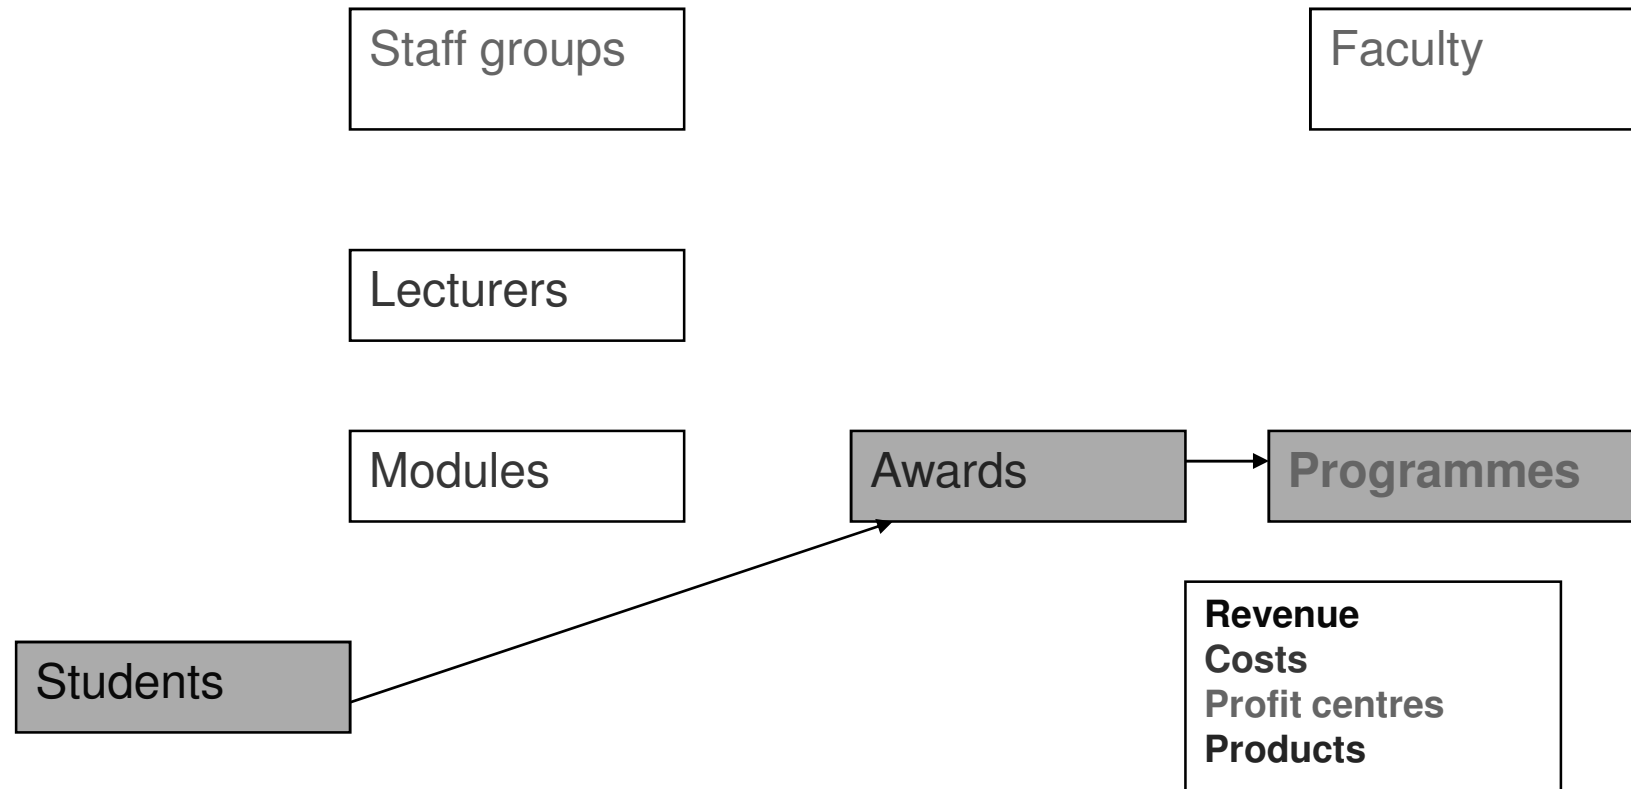 Staff groups
Faculty
Lecturers
Modules
Awards
Programmes
Students
Revenue
Costs
Profit centres
Products